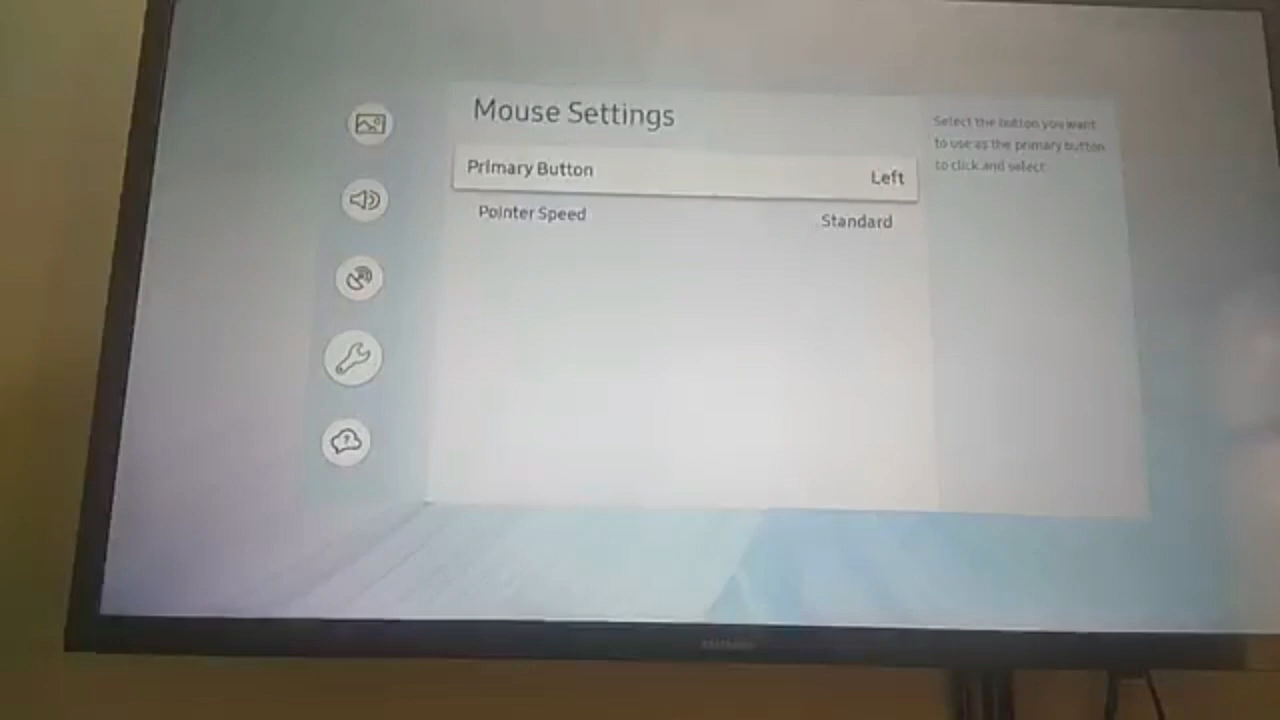 Mouse Settings
Primary Button Left
Pointer Speed Standard
Select the button you want
to use as the primary button
to click and select.